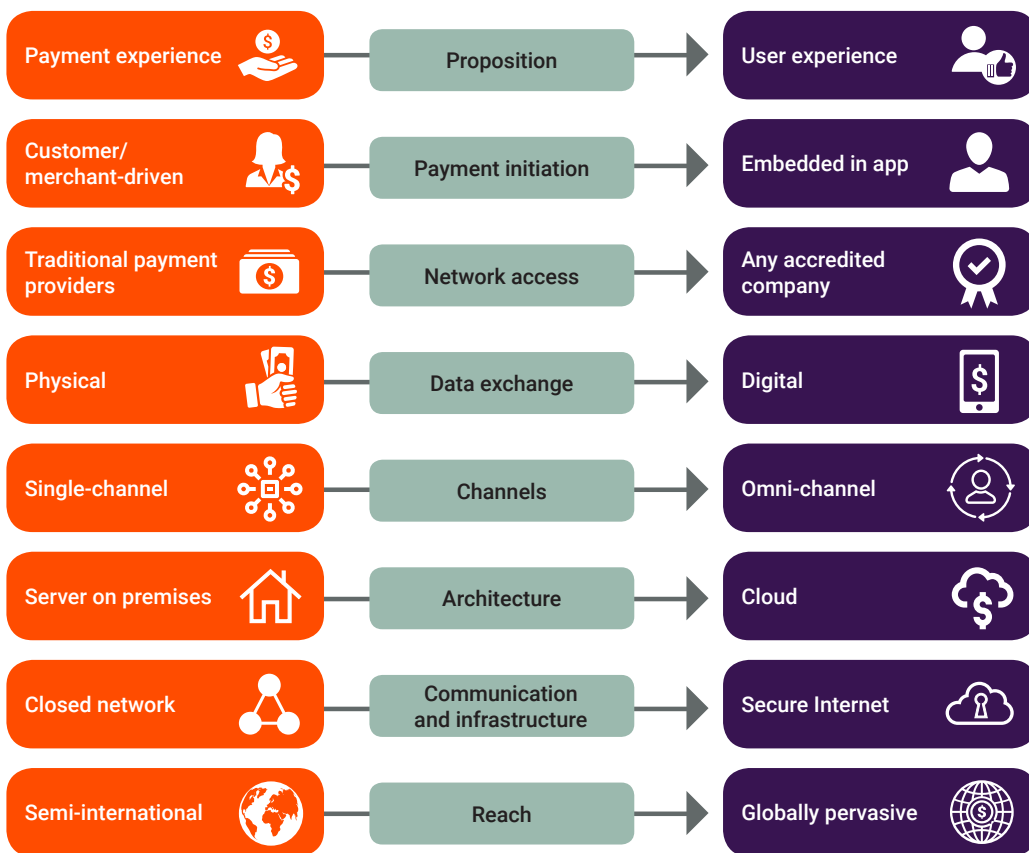 Payment experience
Proposition
User experience
Customer/
merchant-driven
Payment initiation
Embedded in app
Traditional payment
providers
Network access
Any accredited
company
Physical
Data exchange
Digital
Single-channel
Channels
Omni-channel
Server on premises
Architecture
Cloud
Closed network
Communication
and infrastructure
Secure Internet
Semi-international
Reach
Globally pervasive